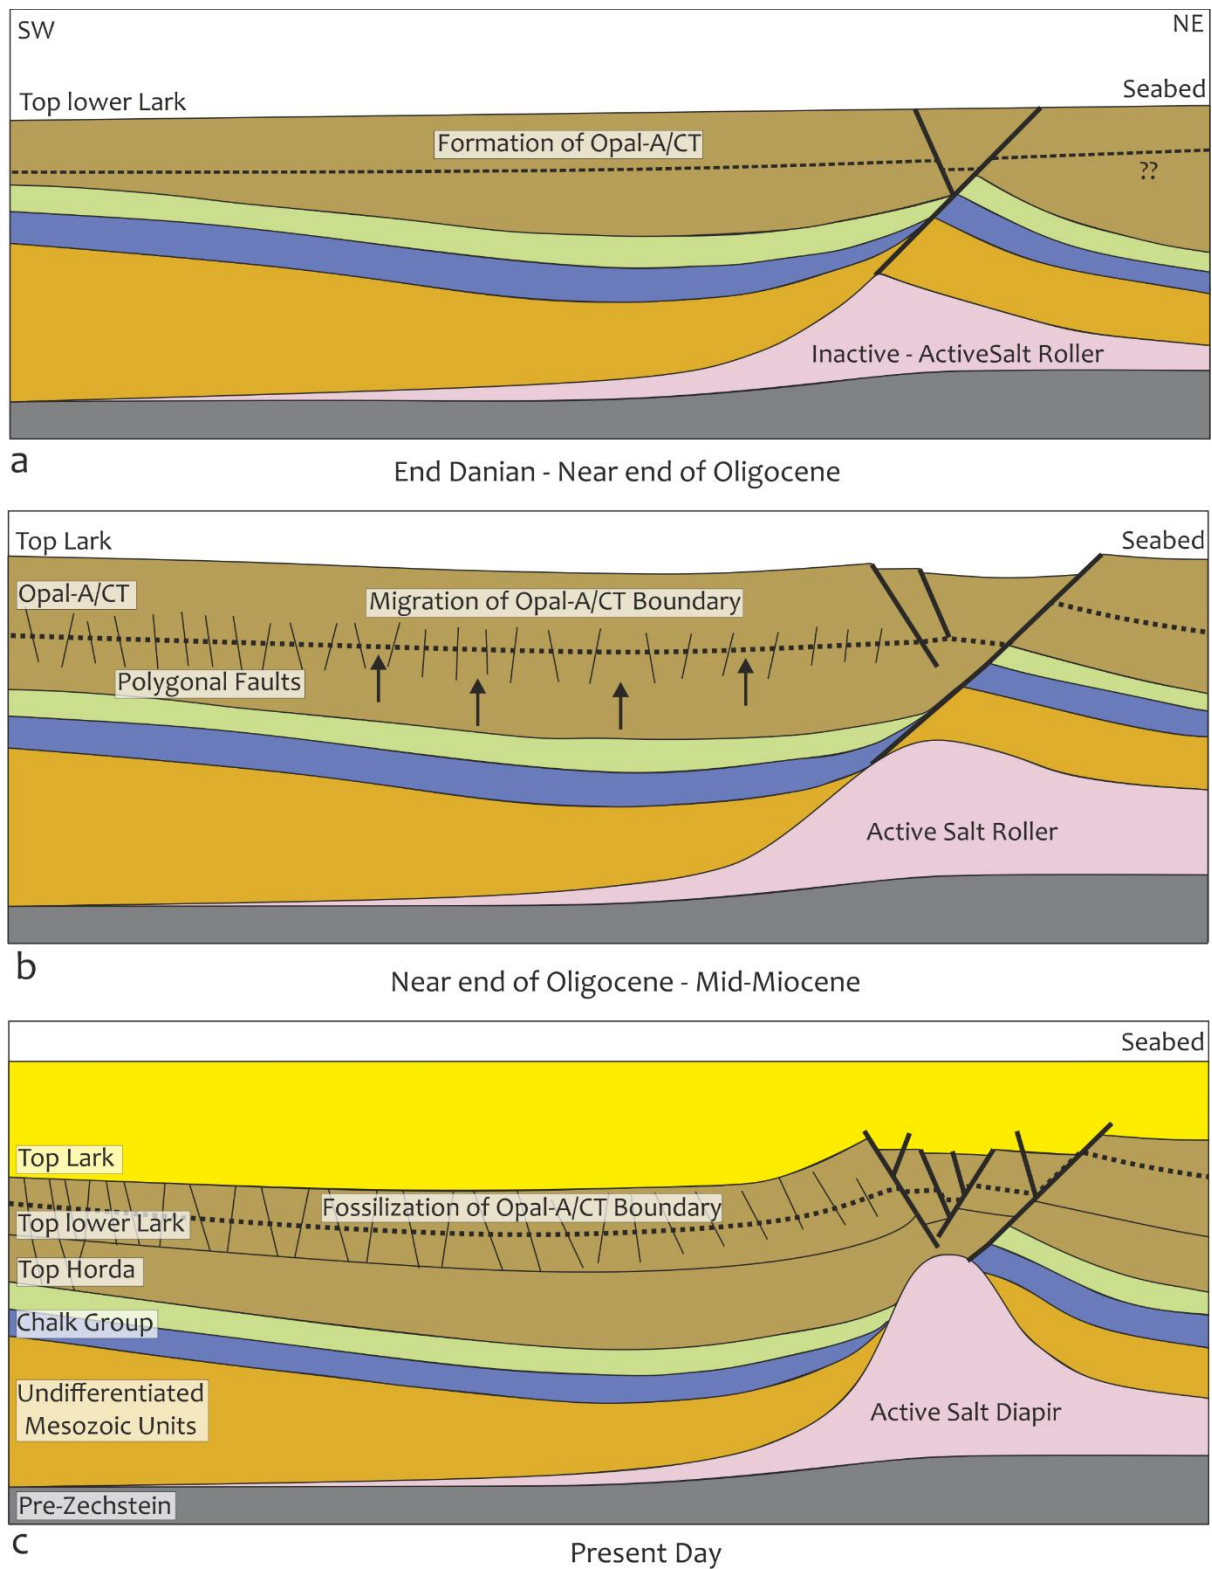 SW
NE
Top lower Lark
Seabed
Formation of Opal-A/CT
??
Inactive - ActiveSalt Roller
a
End Danian - Near end of Oligocene
Top Lark
Seabed
Opal-A/CT
Migration of Opal-A/CT Boundary
Polygonal Faults
Active Salt Roller
b
Near end of Oligocene - Mid-Miocene
Seabed
Top Lark
Fossilization of Opal-A/CT Boundary
Top lower Lark
Top Horda
Chalk Group
Undifferentiated
Mesozoic Units
Active Salt Diapir
Pre-Zechstein
c
Present Day